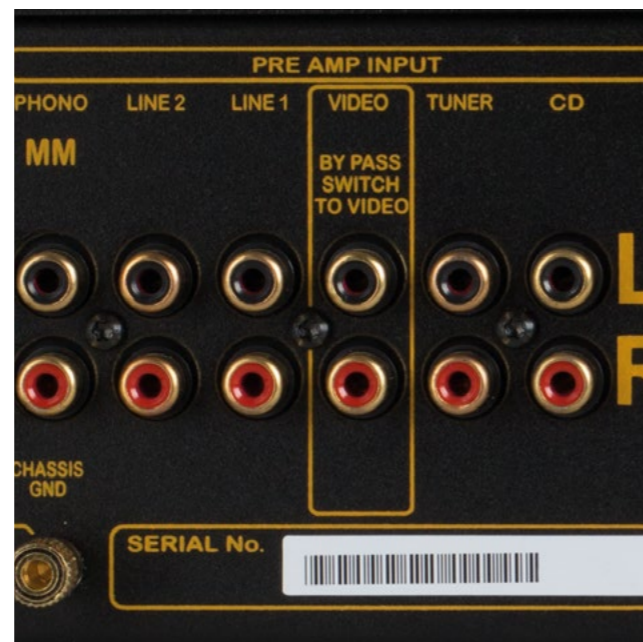 PRE AMP INPUT
PHONO LINE 2 LINE 1 VIDEO TUNER CD
MM
BY PASS
SWITCH
TO VIDEO
L
R
CHASSIS
GND
SERIAL No.